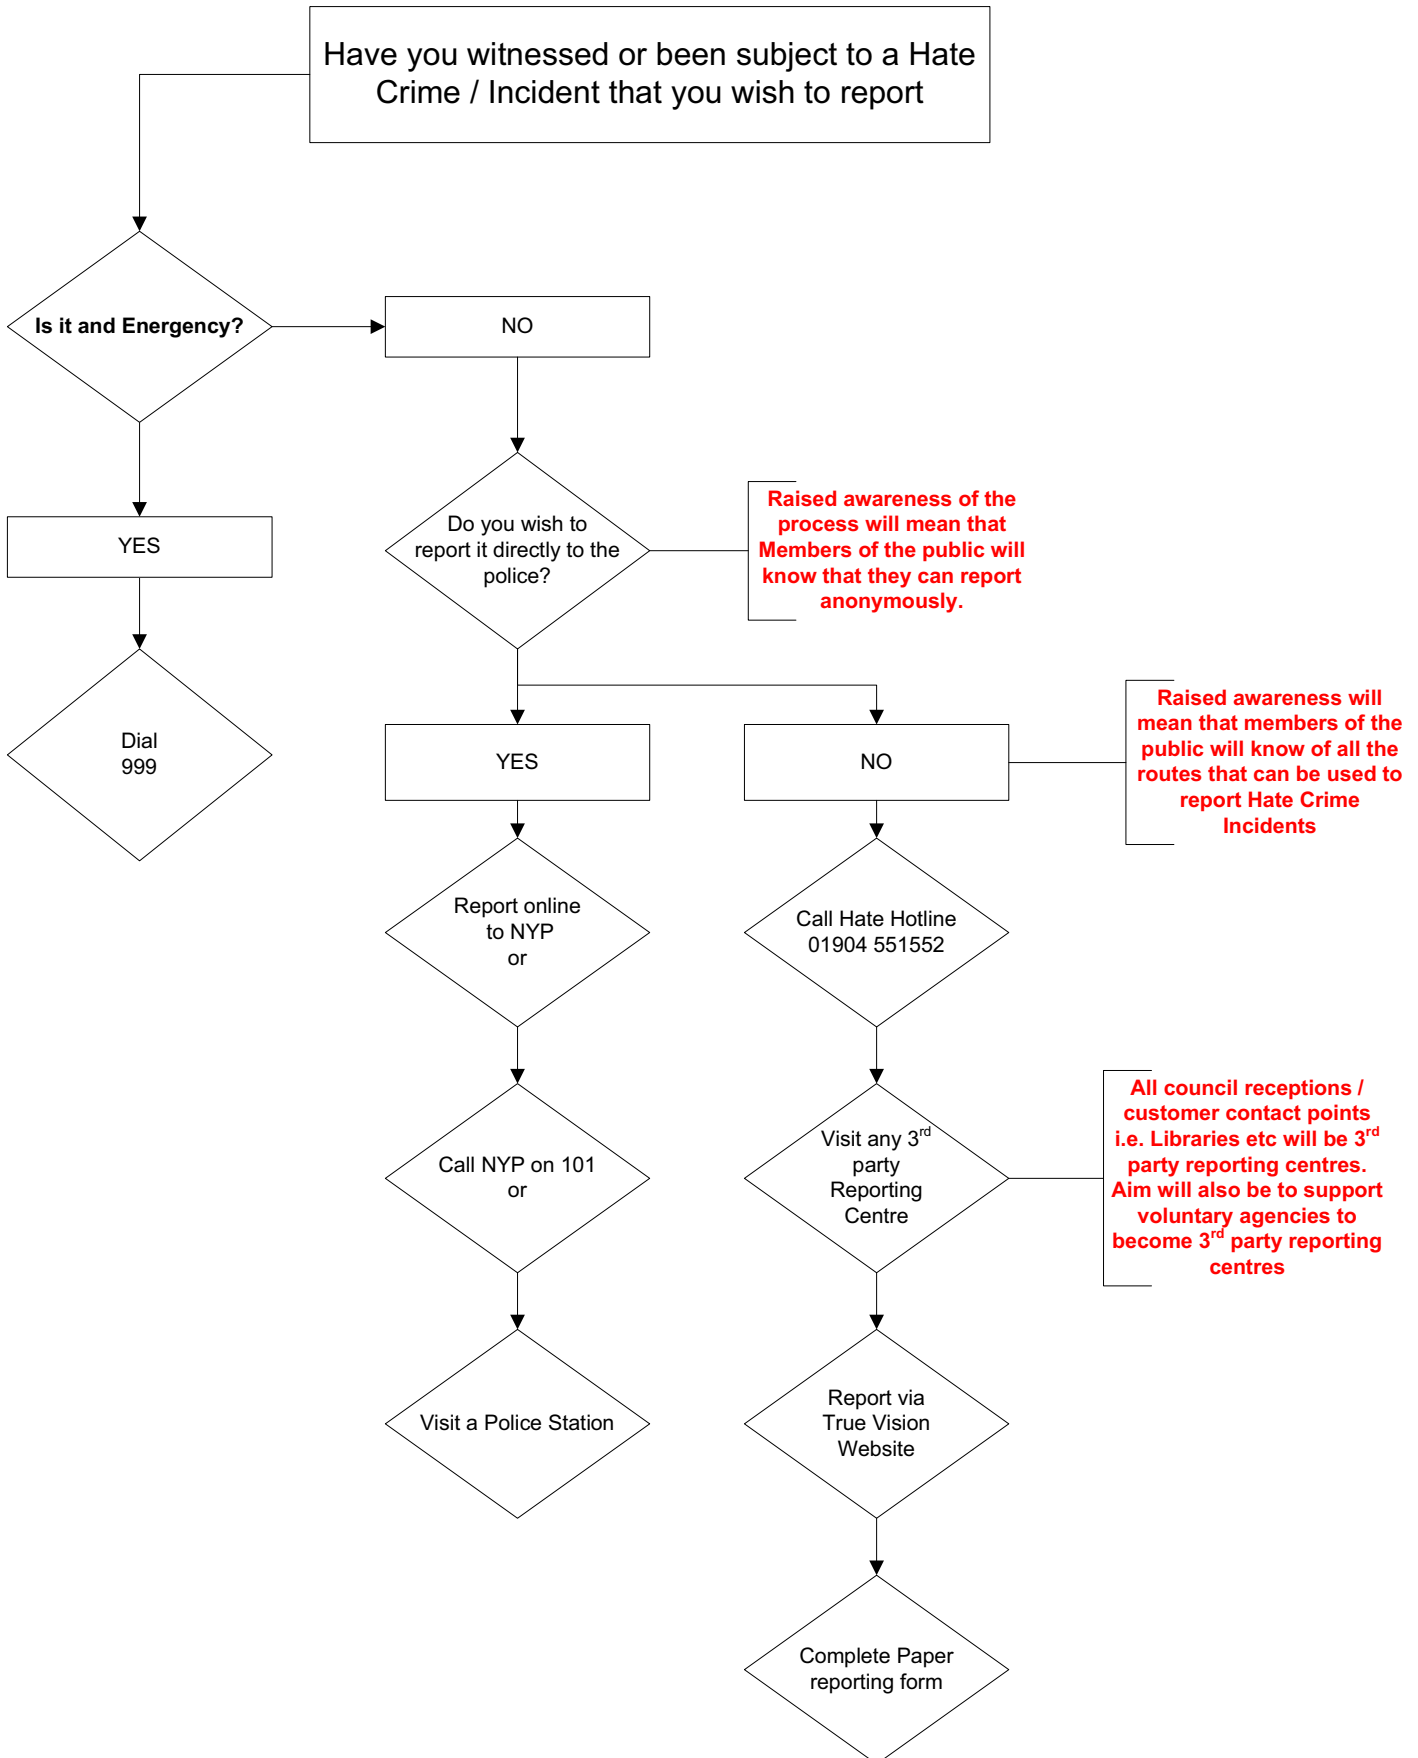 Have you witnessed or been subject to a Hate
Crime / Incident that you wish to report
Is it and Energency?
NO
YES
Dial
999
Do you wish to
report it directly to the
police?
Raised awareness of the
process will mean that
Members of the public will
know that they can report
anonymously.
YES
NO
Raised awareness will
mean that members of the
public will know of all the
routes that can be used to
report Hate Crime
Incidents
Report online
to NYP
or
Call NYP on 101
or
Visit a Police Station
Call Hate Hotline
01904 551552
Visit any 3rd
party
Reporting
Centre
All council receptions /
customer contact points
i.e. Libraries etc will be 3rd
party reporting centres.
Aim will also be to support
voluntary agencies to
become 3rd party reporting
centres
Report via
True Vision
Website
Complete Paper
reporting form